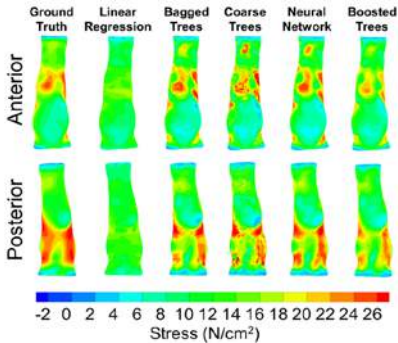 Ground Truth
Linear Regression
Bagged Trees
Coarse Trees
Neural Network
Boosted Trees
Anterior
Posterior
-2 0 2 4 6 8 10 12 14 16 18 20 22 24 26
Stress (N/cm²)